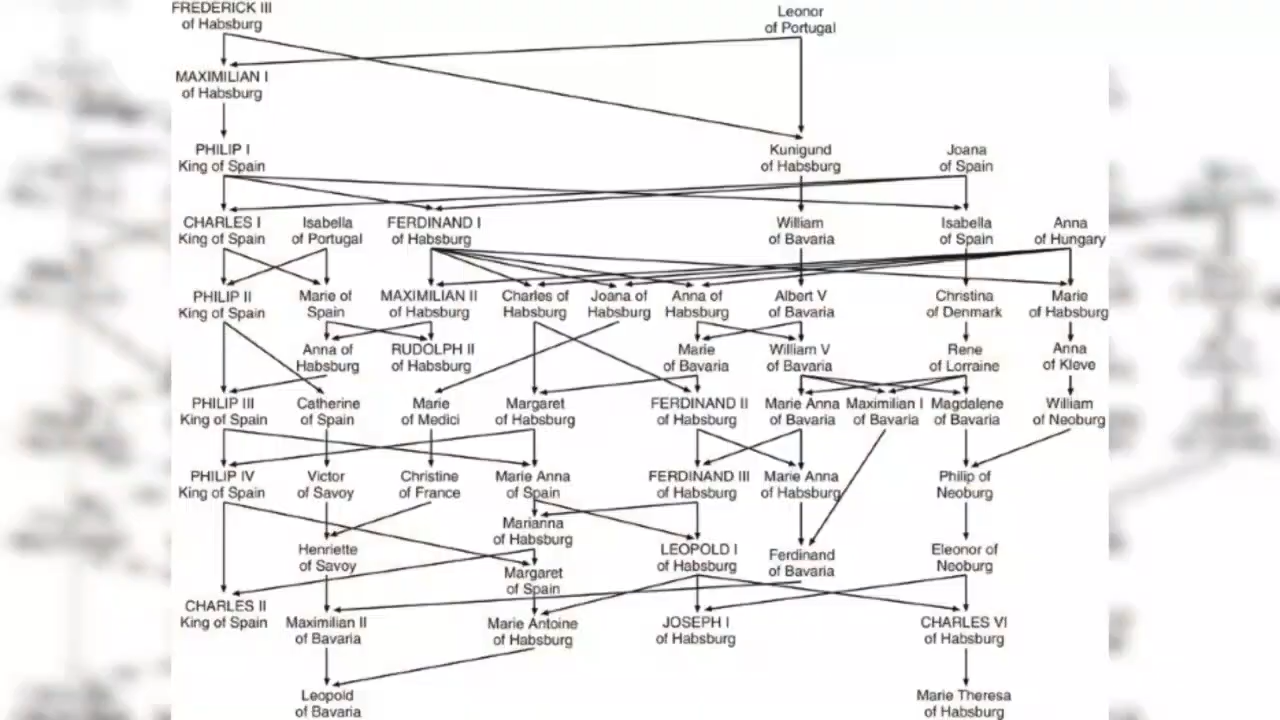 FREDERICK III
of Habsburg
Leonor
of Portugal
MAXIMILIAN I
of Habsburg
PHILIP I
King of Spain
Kunigund
of Habsburg
Joana
of Spain
CHARLES I
King of Spain
Isabella
of Portugal
FERDINAND I
of Habsburg
William
of Bavaria
Isabella
of Spain
Anna
of Hungary
PHILIP II
King of Spain
Marie of
Spain
MAXIMILIAN II
of Habsburg
Charles of
Habsburg
Joana of
Habsburg
Anna of
Habsburg
Albert V
of Bavaria
Christina
of Denmark
Marie
of Habsburg
Anna of
Habsburg
RUDOLPH II
of Habsburg
Marie
of Bavaria
William V
of Bavaria
Rene
of Lorraine
Anna
of Kleve
PHILIP III
King of Spain
Catherine
of Spain
Marie
of Medici
Margaret
of Habsburg
FERDINAND II
of Habsburg
Marie Anna
of Bavaria
Maximilian I
of Bavaria
Magdalene
of Bavaria
William
of Neoburg
PHILIP IV
King of Spain
Victor
of Savoy
Christine
of France
Marie Anna
of Spain
FERDINAND III
of Habsburg
Marie Anna
of Habsburg
Philip of
Neoburg
Marianna
of Habsburg
Henriette
of Savoy
LEOPOLD I
of Habsburg
Ferdinand
of Bavaria
Eleonor of
Neoburg
Margaret
of Spain
CHARLES II
King of Spain
Maximilian II
of Bavaria
Marie Antoine
of Habsburg
JOSEPH I
of Habsburg
CHARLES VI
of Habsburg
Leopold
of Bavaria
Marie Theresa
of Habsburg